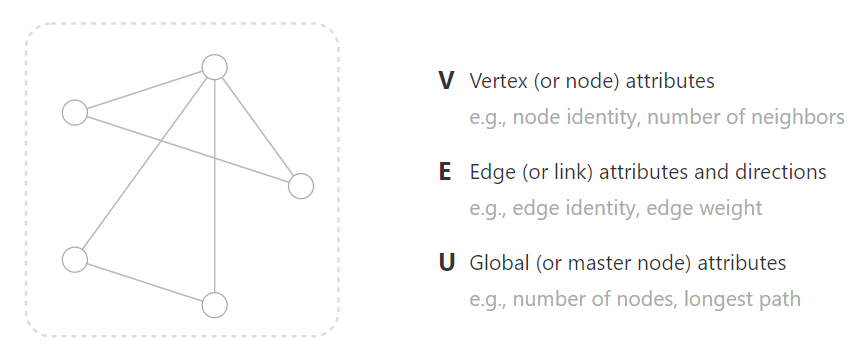 V Vertex (or node) attributes
e.g., node identity, number of neighbors
E Edge (or link) attributes and directions
e.g., edge identity, edge weight
U Global (or master node) attributes
e.g., number of nodes, longest path